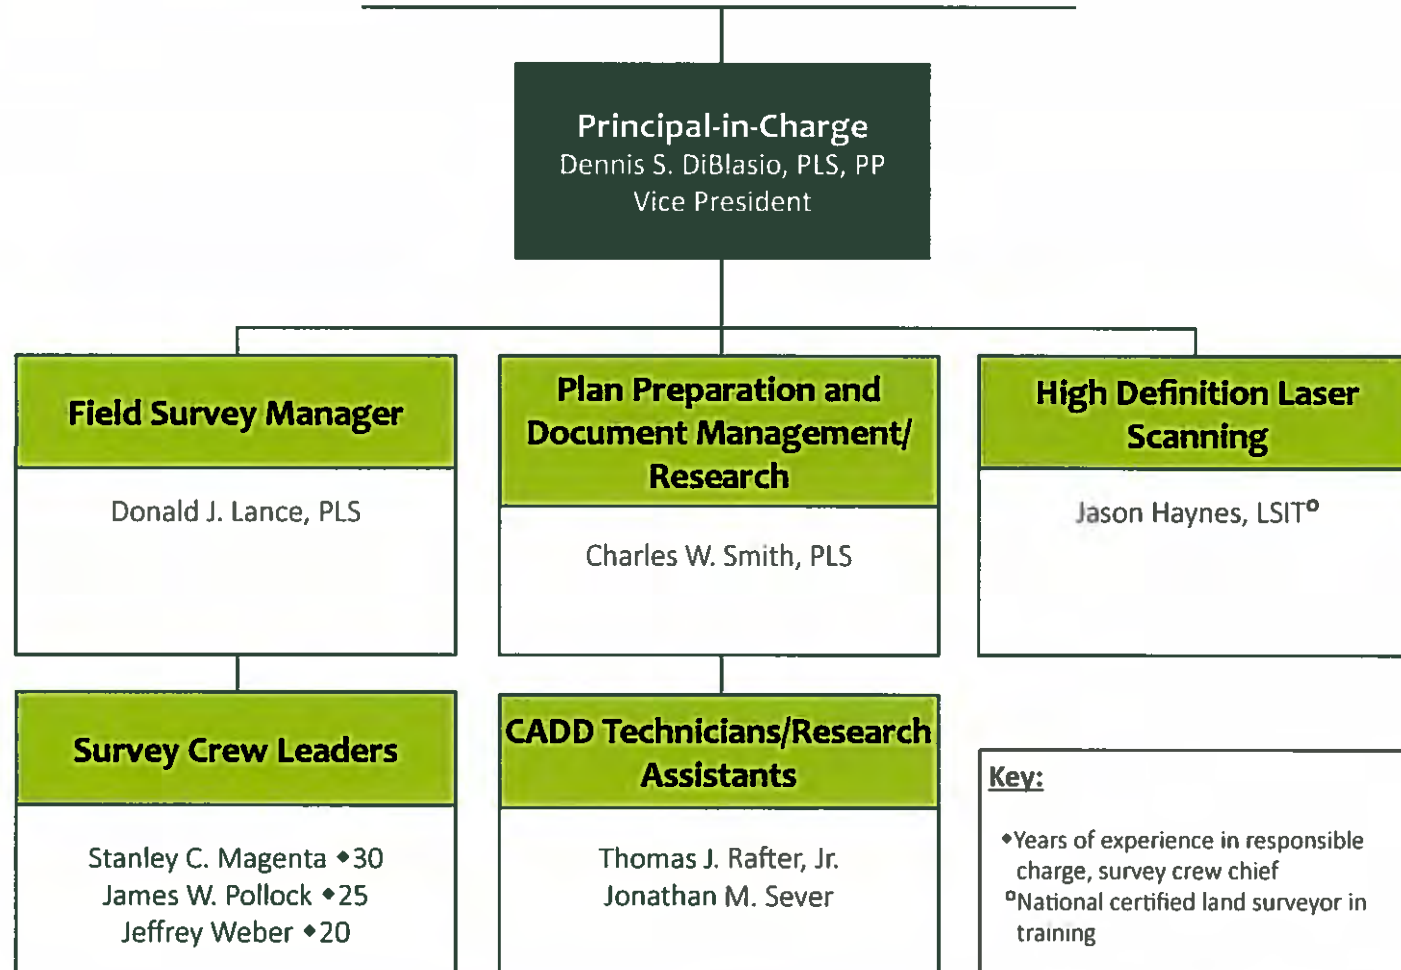 Principal-in-Charge
Dennis S. DiBlasio, PLS, PP
Vice President
Field Survey Manager
Donald J. Lance, PLS
Plan Preparation and
Document Management/
Research
Charles W. Smith, PLS
High Definition Laser
Scanning
Jason Haynes, LSITº
Survey Crew Leaders
Stanley C. Magenta ◆30
James W. Pollock ◆25
Jeffrey Weber ◆20
CADD Technicians/Research
Assistants
Thomas J. Rafter, Jr.
Jonathan M. Sever
Key:
◆Years of experience in responsible
charge, survey crew chief
ºNational certified land surveyor in
training